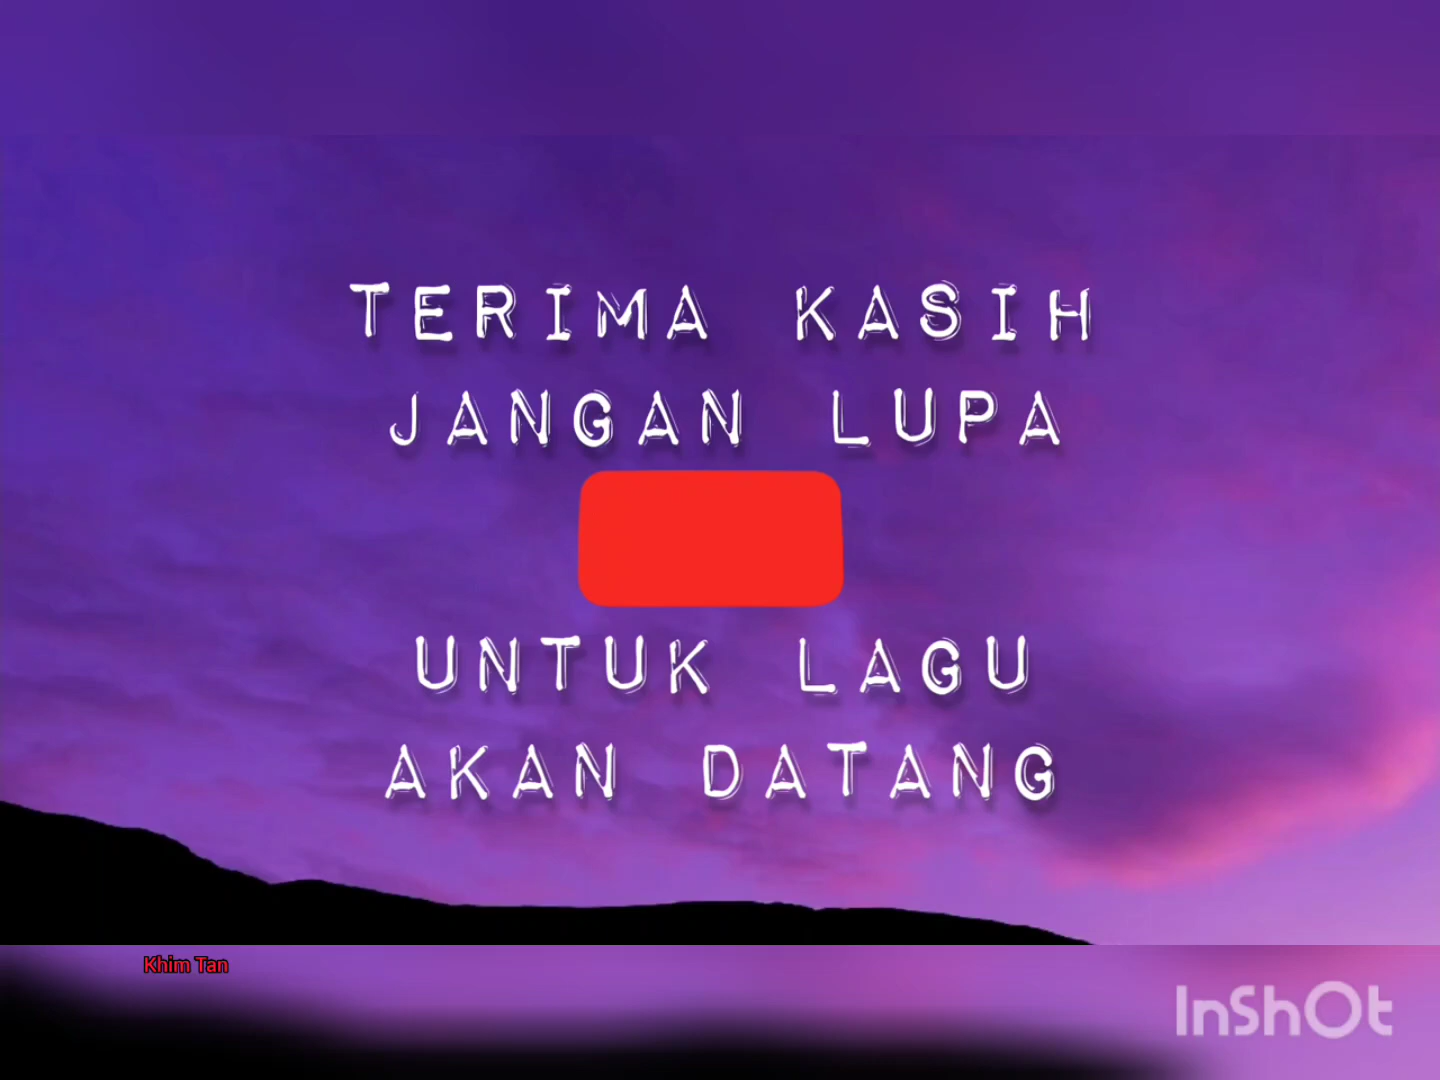 TERIMA KASIH
JANGAN LUPA
UNTUK LAGU
AKAN DATANG
Khim Tan
InShOt